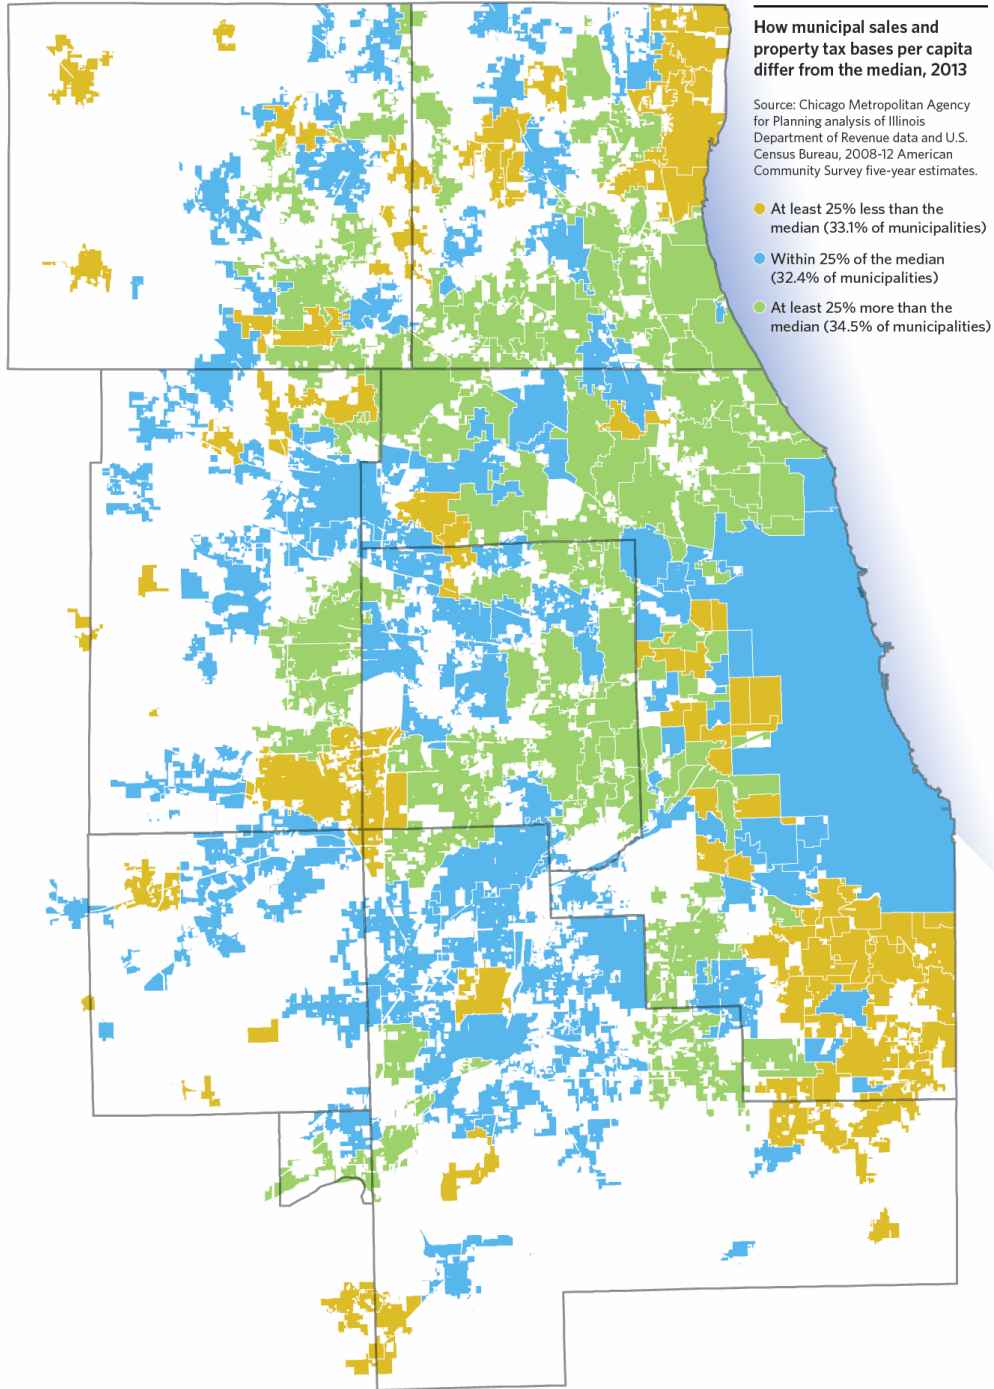 How municipal sales and
property tax bases per capita
differ from the median, 2013
Source: Chicago Metropolitan Agency
for Planning analysis of Illinois
Department of Revenue data and U.S.
Census Bureau, 2008-12 American
Community Survey five-year estimates.
At least 25% less than the
median (33.1% of municipalities)
Within 25% of the median
(32.4% of municipalities)
At least 25% more than the
median (34.5% of municipalities)